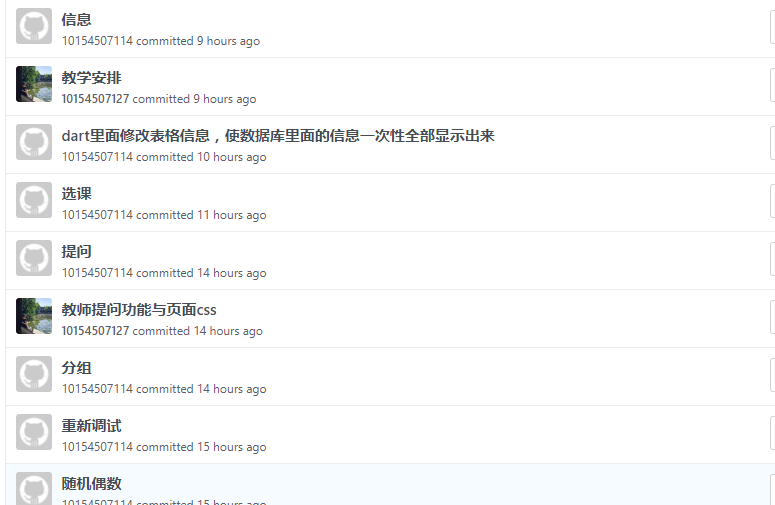 信息
10154507114 committed 9 hours ago
教学安排
10154507127 committed 9 hours ago
dart里面修改表格信息，使数据库里面的信息一次性全部显示出来
10154507114 committed 10 hours ago
选课
10154507114 committed 11 hours ago
提问
10154507114 committed 14 hours ago
教师提问功能与页面css
10154507127 committed 14 hours ago
分组
10154507114 committed 14 hours ago
重新调试
10154507114 committed 15 hours ago
随机偶数
10154507114 committed 15 hours ago